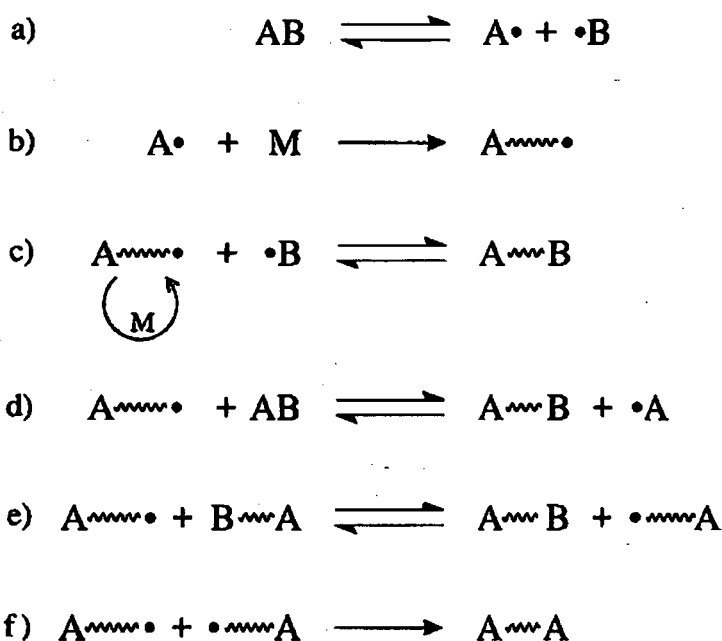 a) AB ⇌ A• + •B
b) A• + M ⟶ A〰•
c) A〰• + •B ⇌ A〰B
M
d) A〰• + AB ⇌ A〰B + •A
e) A〰• + B〰A ⇌ A〰B + •〰A
f) A〰• + •〰A ⟶ A〰A